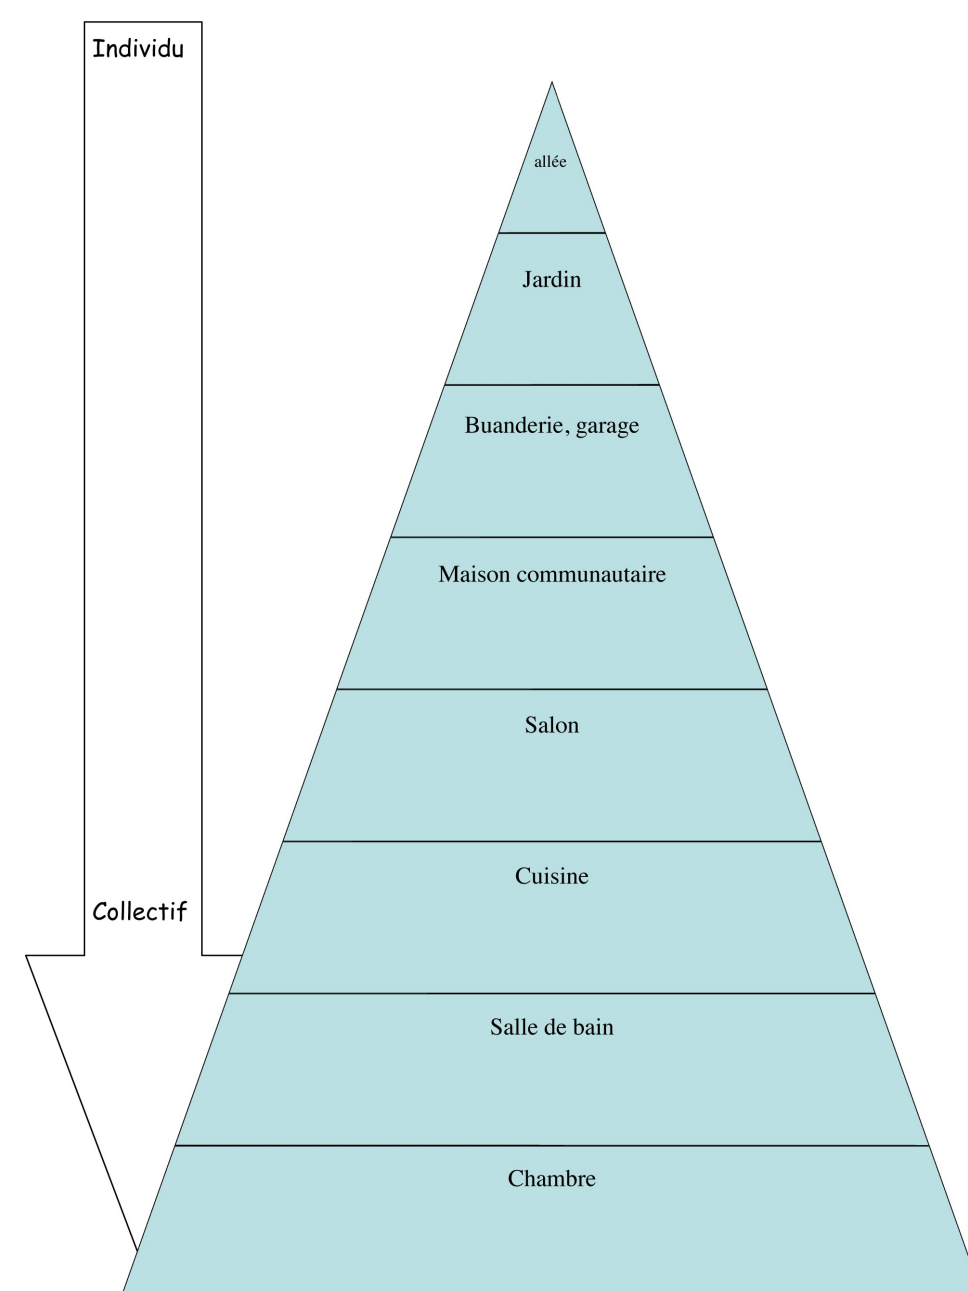 Individu
allée
Jardin
Buanderie, garage
Maison communautaire
Salon
Cuisine
Collectif
Salle de bain
Chambre